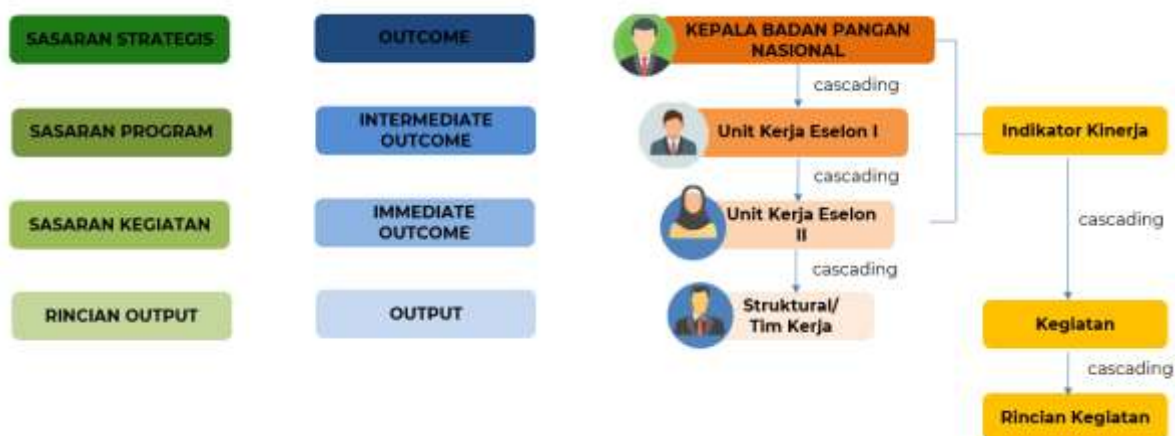 SASARAN STRATEGIS
OUTCOME
KEPALA BADAN PANGAN
NASIONAL
cascading
SASARAN PROGRAM
INTERMEDIATE
OUTCOME
Unit Kerja Eselon I
Indikator Kinerja
cascading
SASARAN KEGIATAN
IMMEDIATE
OUTCOME
Unit Kerja Eselon
II
cascading
cascading
RINCIAN OUTPUT
OUTPUT
Struktural/
Tim Kerja
Kegiatan
cascading
Rincian Kegiatan